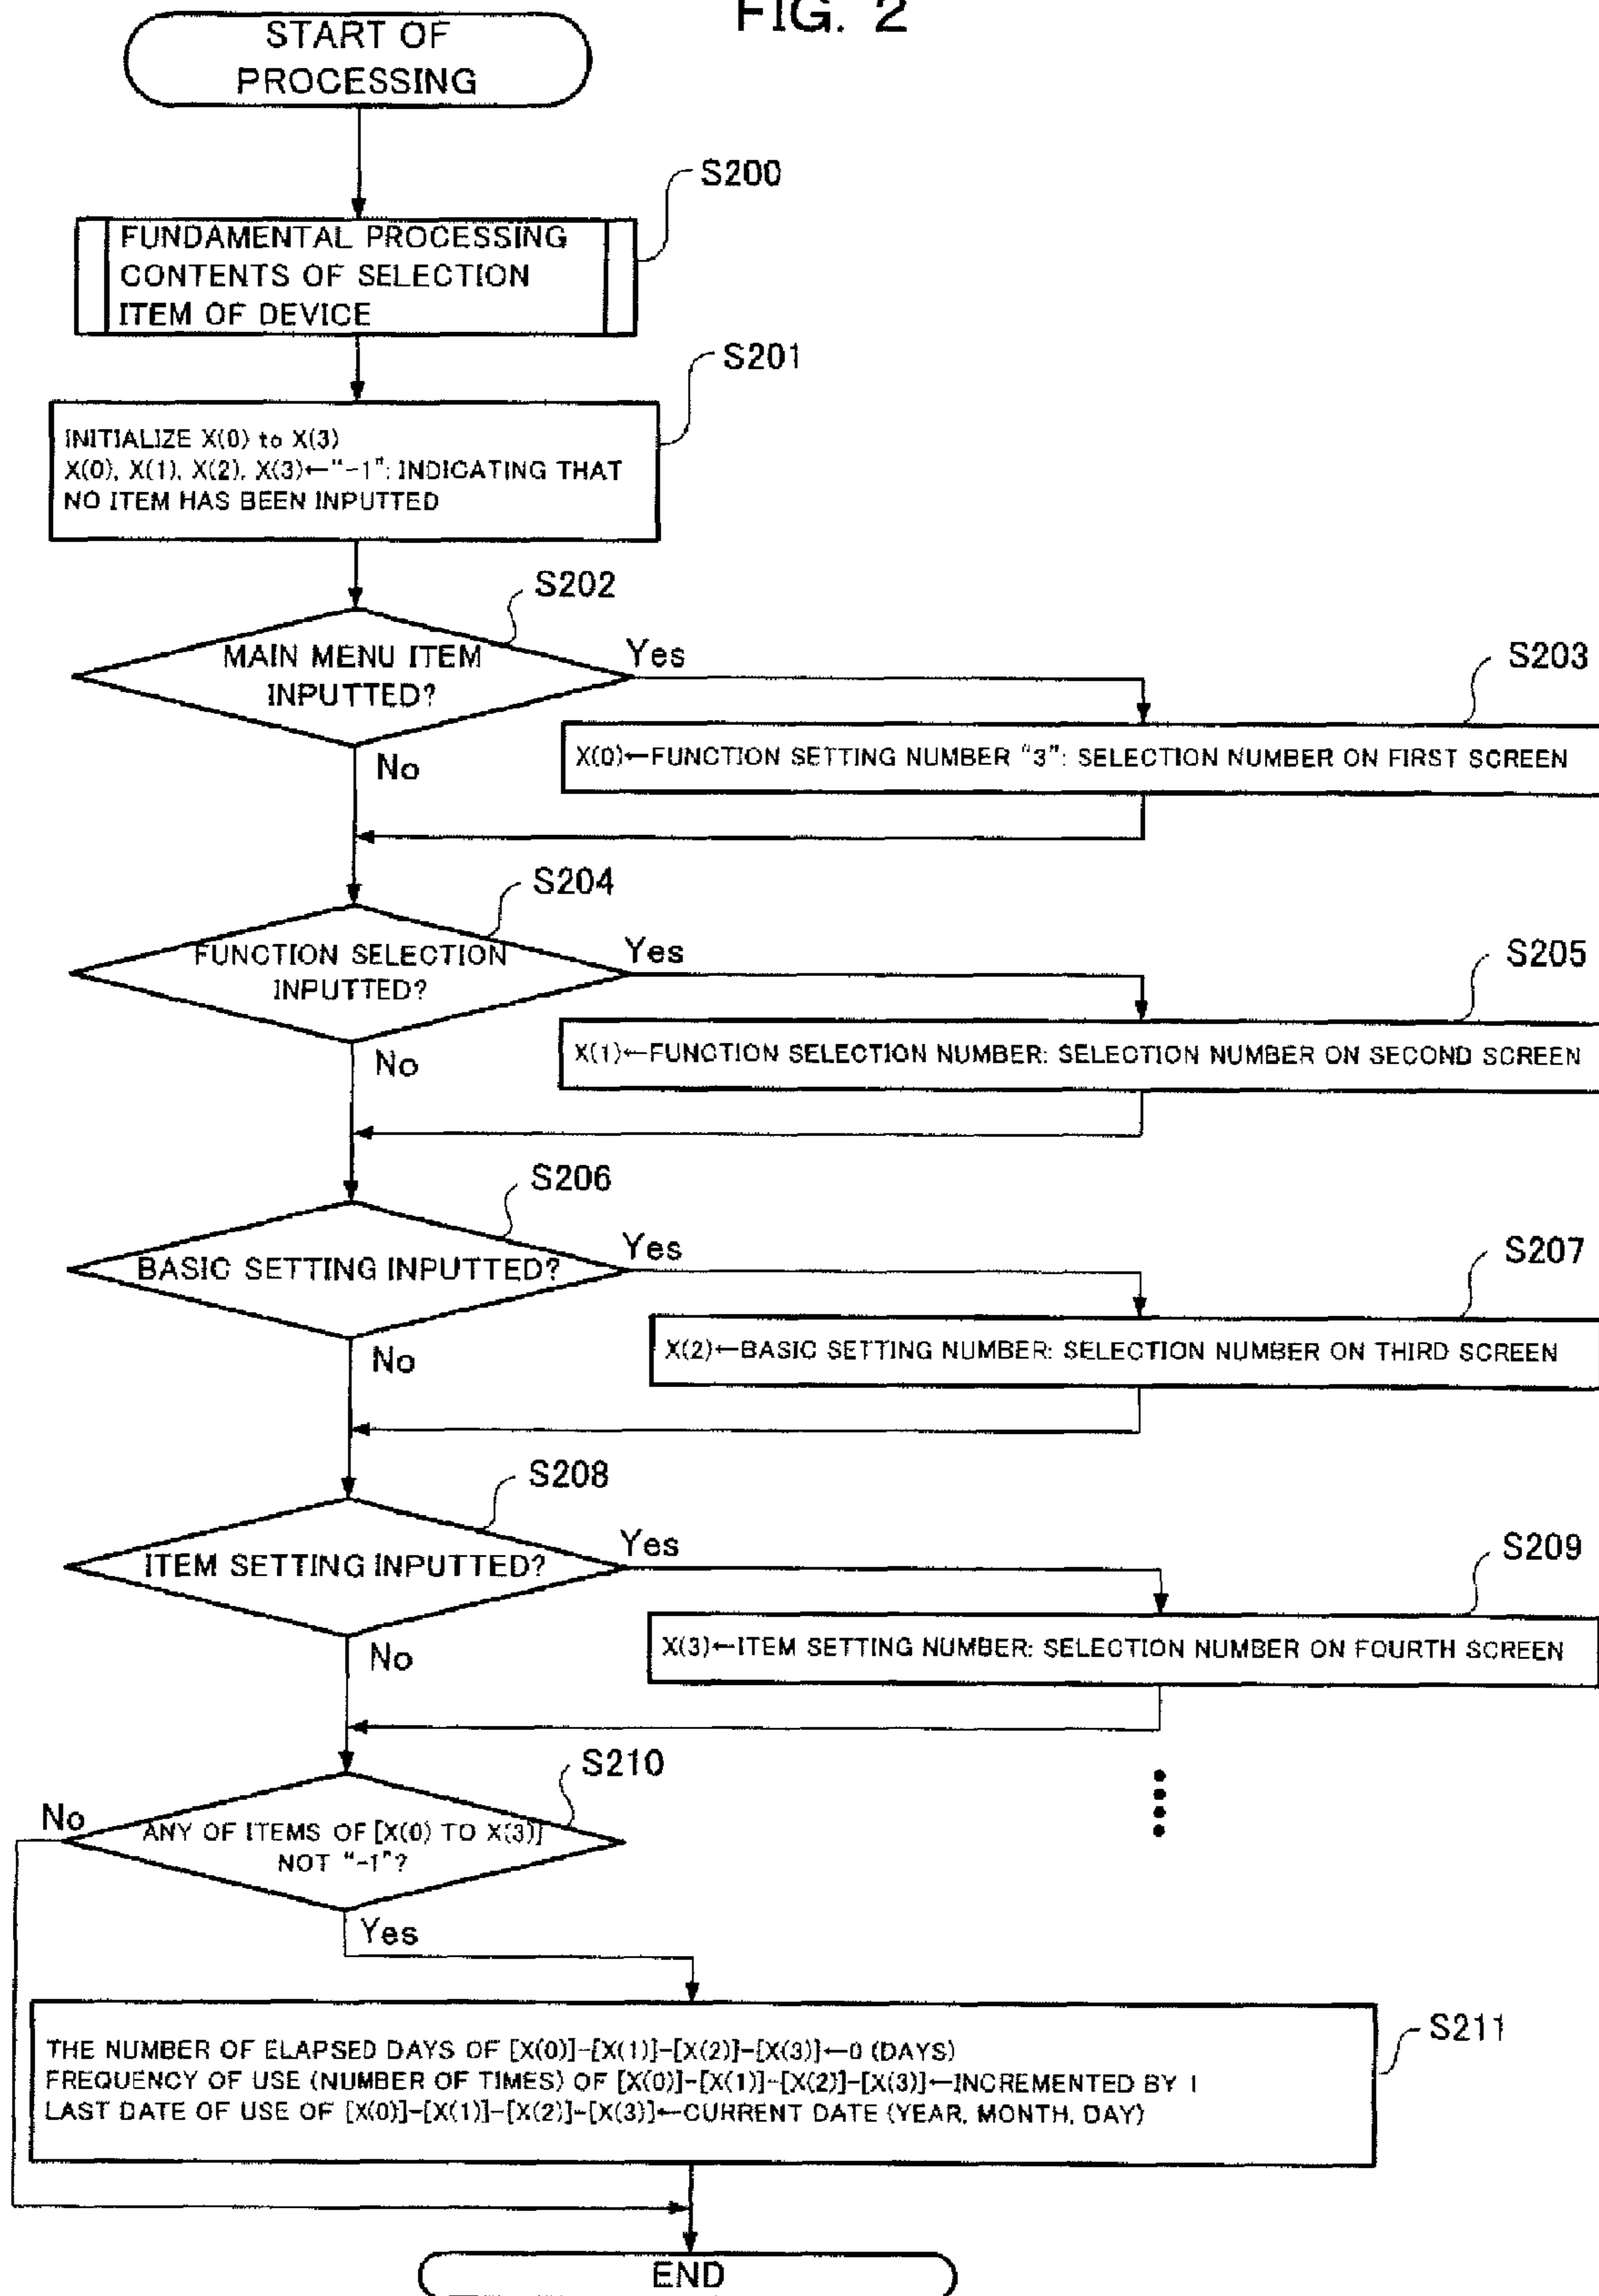 FIG. 2
START OF
PROCESSING
S200
FUNDAMENTAL PROCESSING
CONTENTS OF SELECTION
ITEM OF DEVICE
S201
INITIALIZE X(0) to X(3)
X(0), X(1), X(2), X(3)←"-1": INDICATING THAT
NO ITEM HAS BEEN INPUTTED
S202
MAIN MENU ITEM
INPUTTED?
Yes
No
S203
X(0)←FUNCTION SETTING NUMBER "3": SELECTION NUMBER ON FIRST SCREEN
S204
FUNCTION SELECTION
INPUTTED?
Yes
No
S205
X(1)←FUNCTION SELECTION NUMBER: SELECTION NUMBER ON SECOND SCREEN
S206
BASIC SETTING INPUTTED?
Yes
No
S207
X(2)←BASIC SETTING NUMBER: SELECTION NUMBER ON THIRD SCREEN
S208
ITEM SETTING INPUTTED?
Yes
No
S209
X(3)←ITEM SETTING NUMBER: SELECTION NUMBER ON FOURTH SCREEN
S210
ANY OF ITEMS OF [X(0) TO X(3)]
NOT "-1"?
No
Yes
S211
THE NUMBER OF ELAPSED DAYS OF [X(0)]-[X(1)]-[X(2)]-[X(3)]←0 (DAYS)
FREQUENCY OF USE (NUMBER OF TIMES) OF [X(0)]-[X(1)]-[X(2)]-[X(3)]←INCREMENTED BY 1
LAST DATE OF USE OF [X(0)]-[X(1)]-[X(2)]-[X(3)]←CURRENT DATE (YEAR, MONTH, DAY)
END